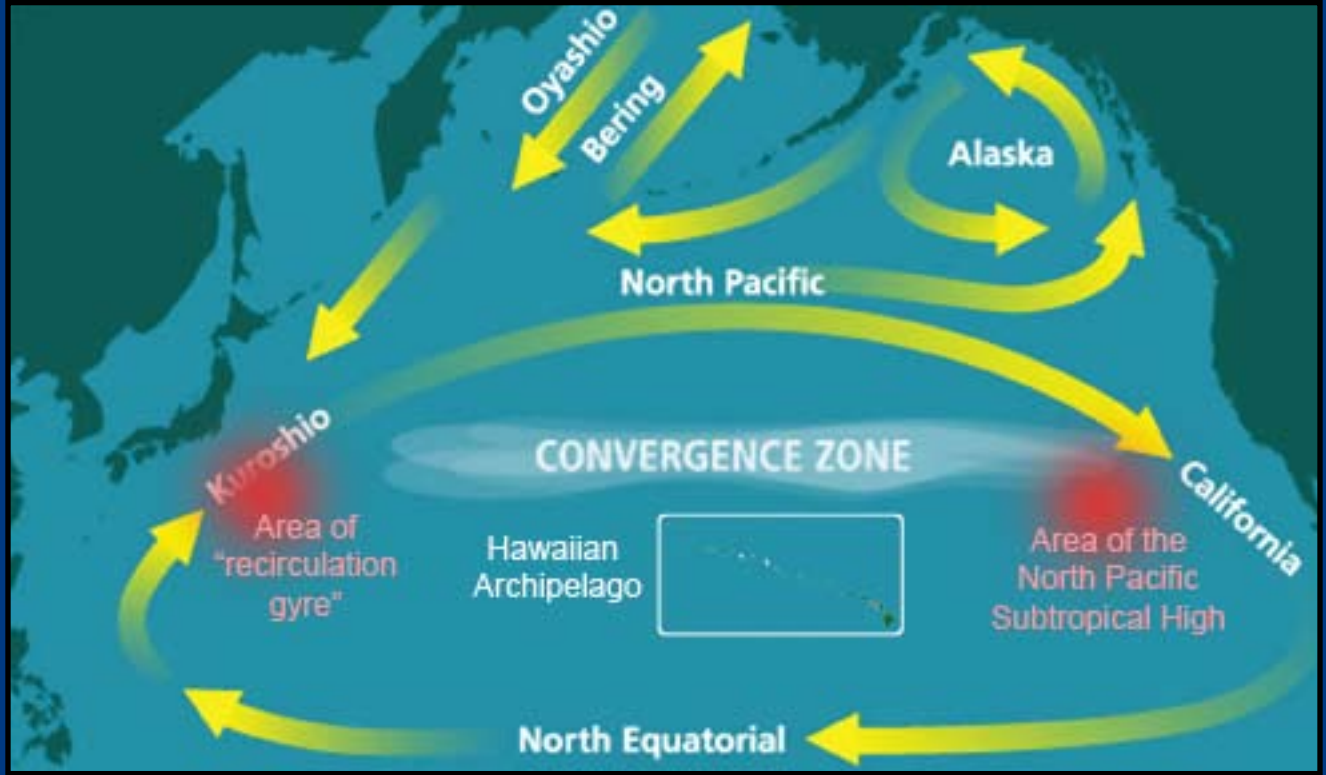 Oyashio
Bering
Alaska
North Pacific
Kuroshio
CONVERGENCE ZONE
California
Area of
“recirculation
gyre”
Hawaiian
Archipelago
Area of the
North Pacific
Subtropical High
North Equatorial